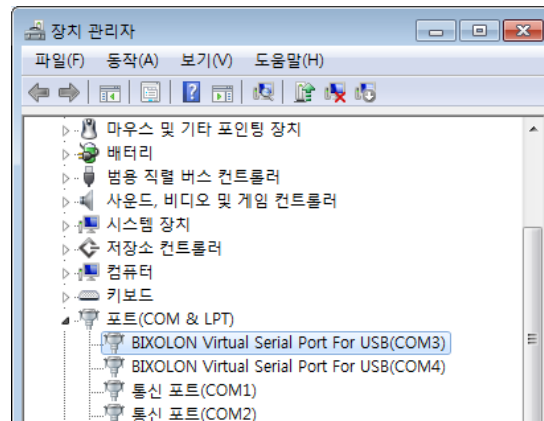 장치 관리자
파일(F) 동작(A) 보기(V) 도움말(H)
마우스 및 기타 포인팅 장치
배터리
범용 직렬 버스 컨트롤러
사운드, 비디오 및 게임 컨트롤러
시스템 장치
저장소 컨트롤러
컴퓨터
키보드
포트(COM & LPT)
BIXOLON Virtual Serial Port For USB(COM3)
BIXOLON Virtual Serial Port For USB(COM4)
통신 포트(COM1)
통신 포트(COM2)